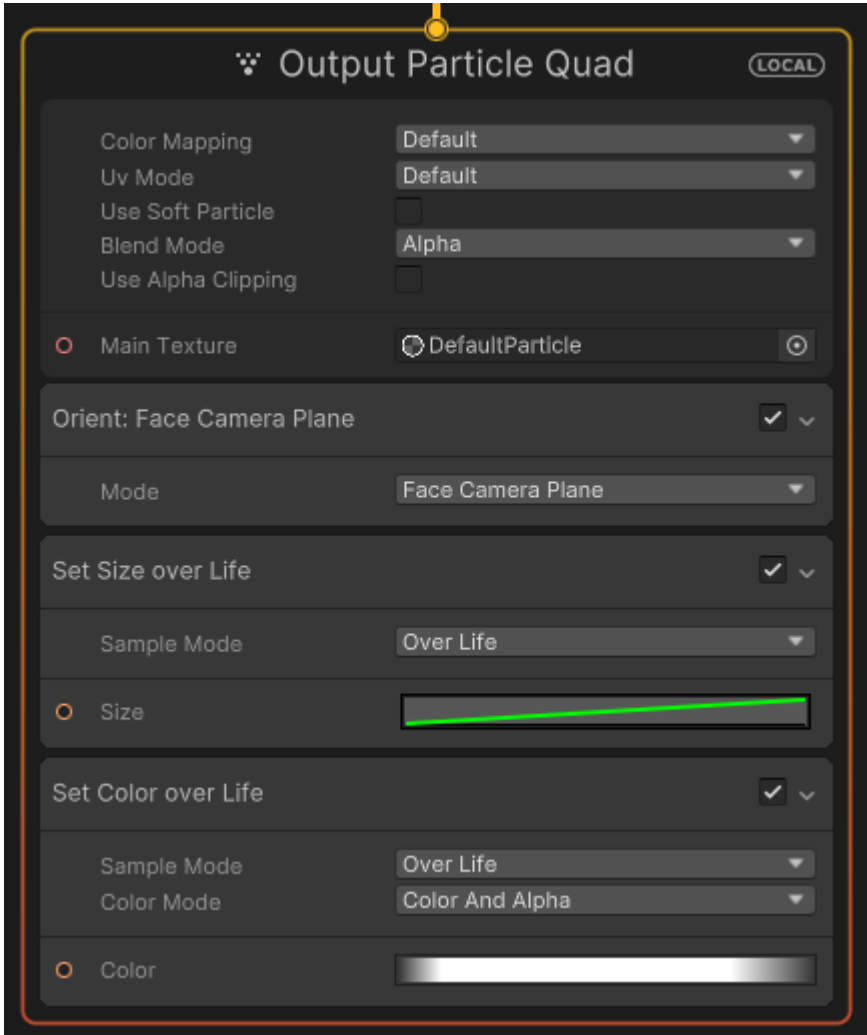 Output Particle Quad LOCAL
Color Mapping Default
Uv Mode Default
Use Soft Particle
Blend Mode Alpha
Use Alpha Clipping
Main Texture DefaultParticle
Orient: Face Camera Plane
Mode Face Camera Plane
Set Size over Life
Sample Mode Over Life
Size
Set Color over Life
Sample Mode Over Life
Color Mode Color And Alpha
Color